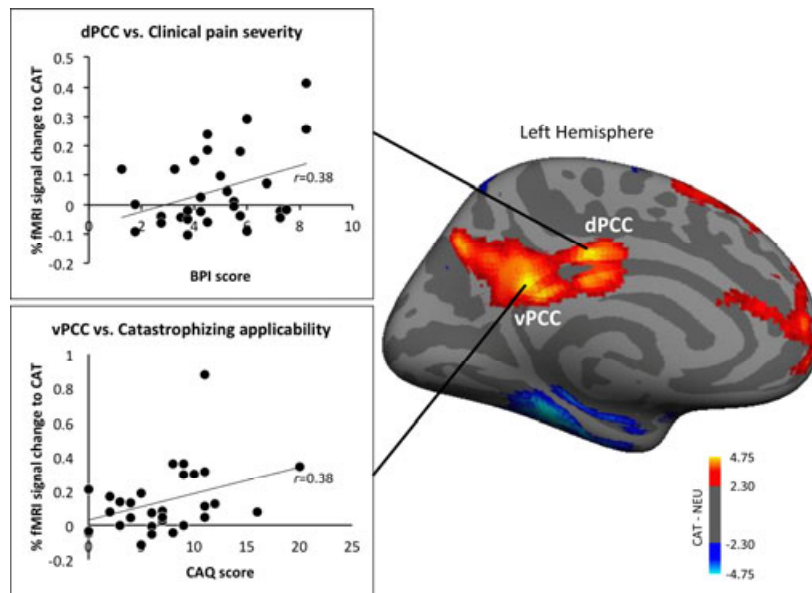 dPCC vs. Clinical pain severity
% fMRI signal change to CAT
0.5
0.4
0.3
0.2
0.1
0
-0.1
-0.2
0 2 4 6 8 10
r=0.38
BPI score
vPCC vs. Catastrophizing applicability
% fMRI signal change to CAT
1
0.8
0.6
0.4
0.2
0
-0.2
0 5 10 15 20 25
r=0.38
CAQ score
Left Hemisphere
dPCC
vPCC
CAT - NEU
4.75
2.30
-2.30
-4.75